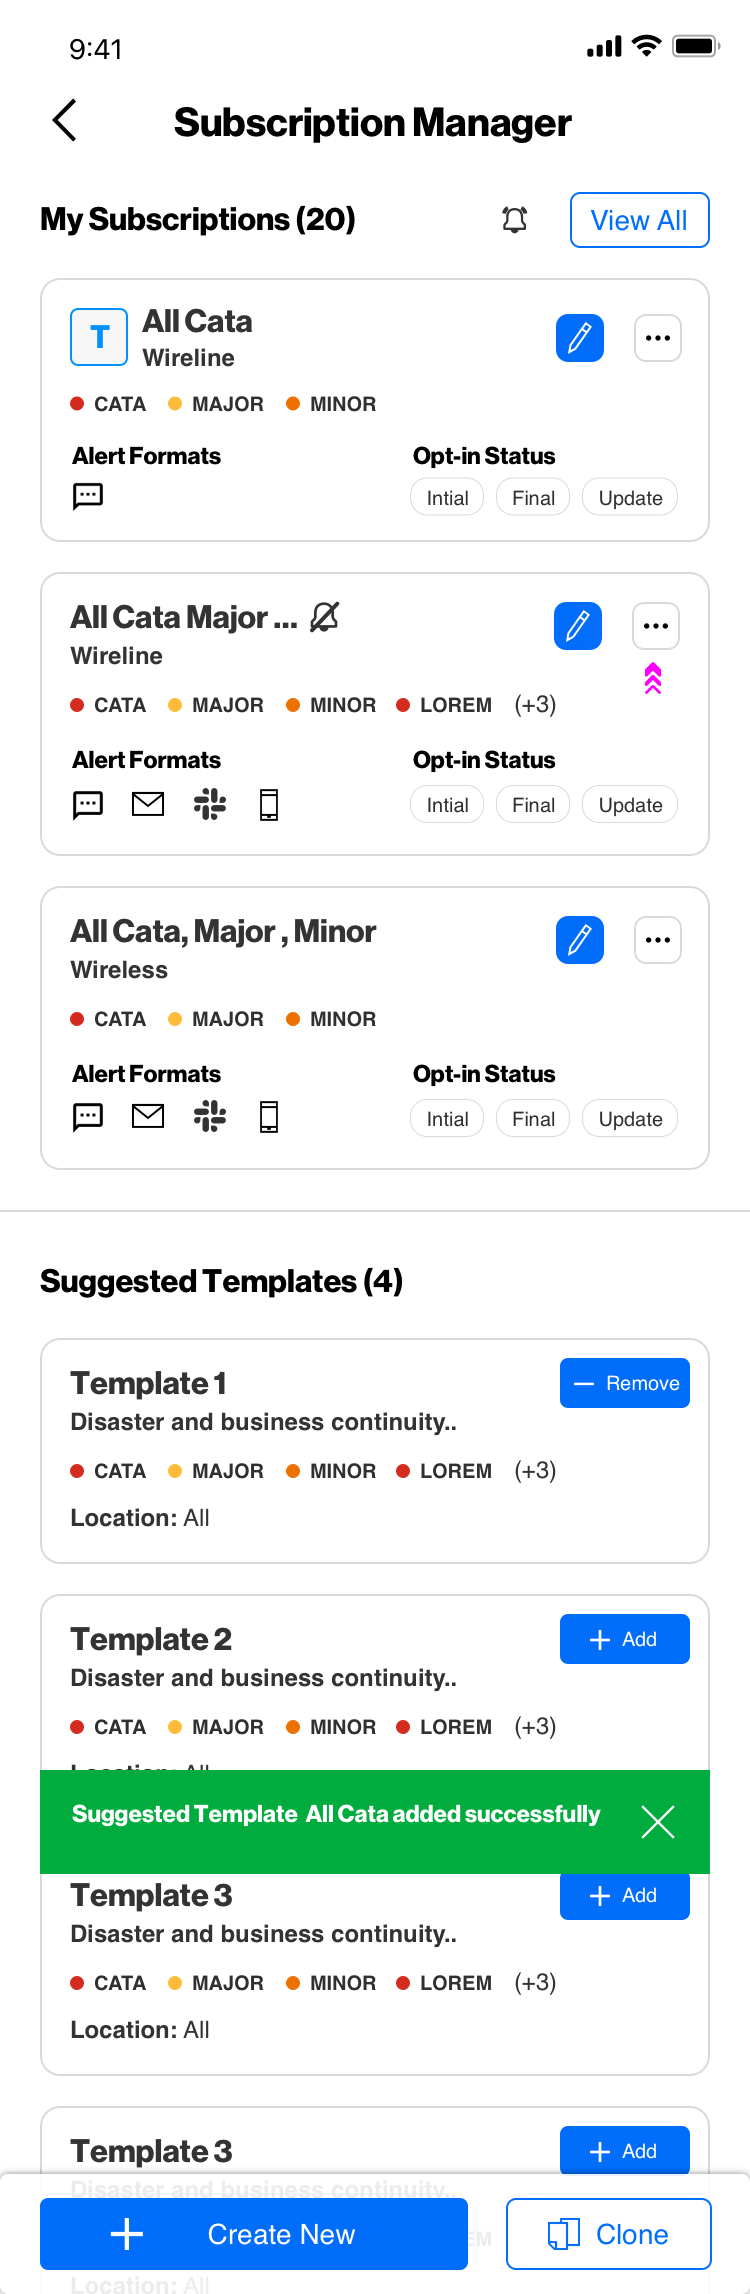 9:41
Subscription Manager
My Subscriptions (20)
View All
T
All Cata
Wireline
CATA MAJOR MINOR
Alert Formats Opt-in Status
Intial Final Update
All Cata Major ...
Wireline
CATA MAJOR MINOR LOREM (+3)
Alert Formats Opt-in Status
Intial Final Update
All Cata, Major , Minor
Wireless
CATA MAJOR MINOR
Alert Formats Opt-in Status
Intial Final Update
Suggested Templates (4)
Template 1 Remove
Disaster and business continuity..
CATA MAJOR MINOR LOREM (+3)
Location: All
Template 2 Add
Disaster and business continuity..
CATA MAJOR MINOR LOREM (+3)
Location: All
Suggested Template All Cata added successfully
Template 3 Add
Disaster and business continuity..
CATA MAJOR MINOR LOREM (+3)
Location: All
Template 3 Add
Disaster and business continuity..
Create New Clone
Location: All